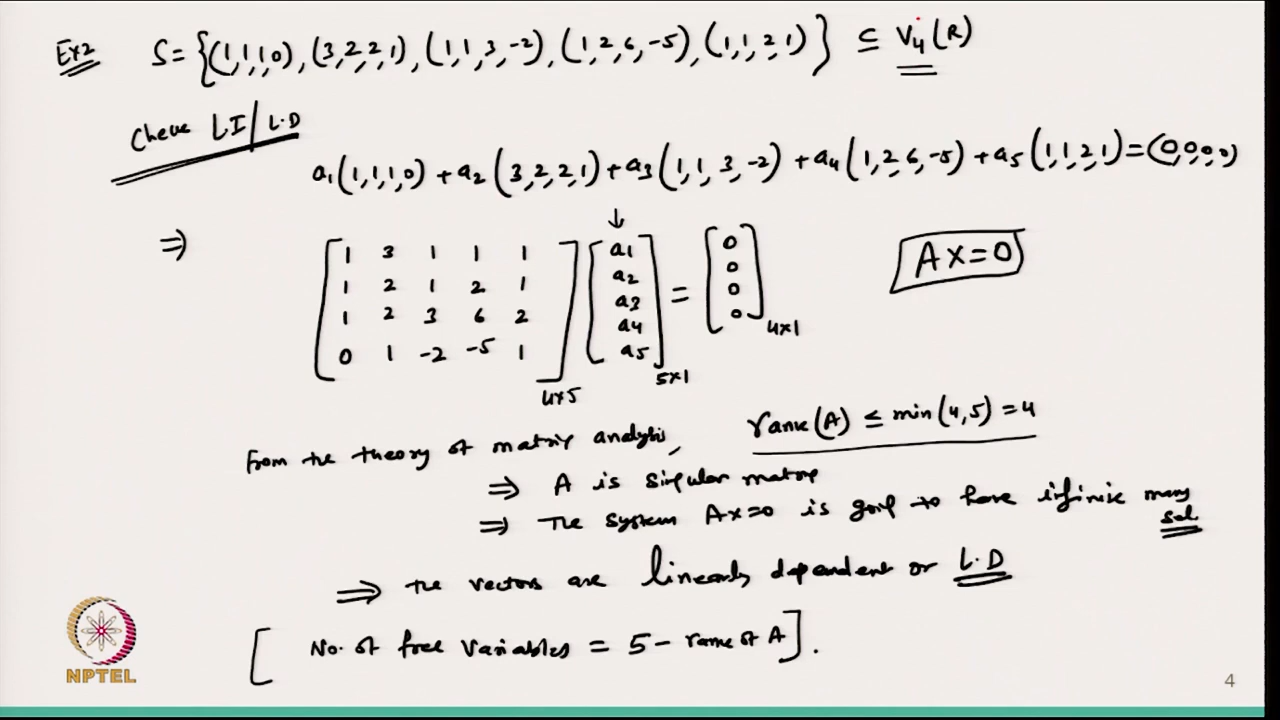 Ex2 S = {(1,1,1,0), (3,2,2,1), (1,1,3,-2), (1,2,6,-5), (1,1,2,1)} ⊆ V₄(R)
Check LI/L.D
a₁(1,1,1,0) + a₂(3,2,2,1) + a₃(1,1,3,-2) + a₄(1,2,6,-5) + a₅(1,1,2,1) = (0,0,0,0)
⇒ [1 3 1 1 1; 1 2 1 2 1; 1 2 3 6 2; 0 1 -2 -5 1]4×5 [a1; a2; a3; a4; a5]5×1 = [0; 0; 0; 0]4×1 AX=0
From the theory of matrix analysis, rank(A) ≤ min(4,5) = 4
⇒ A is singular matrix
⇒ The system AX=0 is going to have infinite many sol.
⇒ The vectors are linearly dependent or L.D
[ No. of free variables = 5 - rank of A ].
NPTEL
4